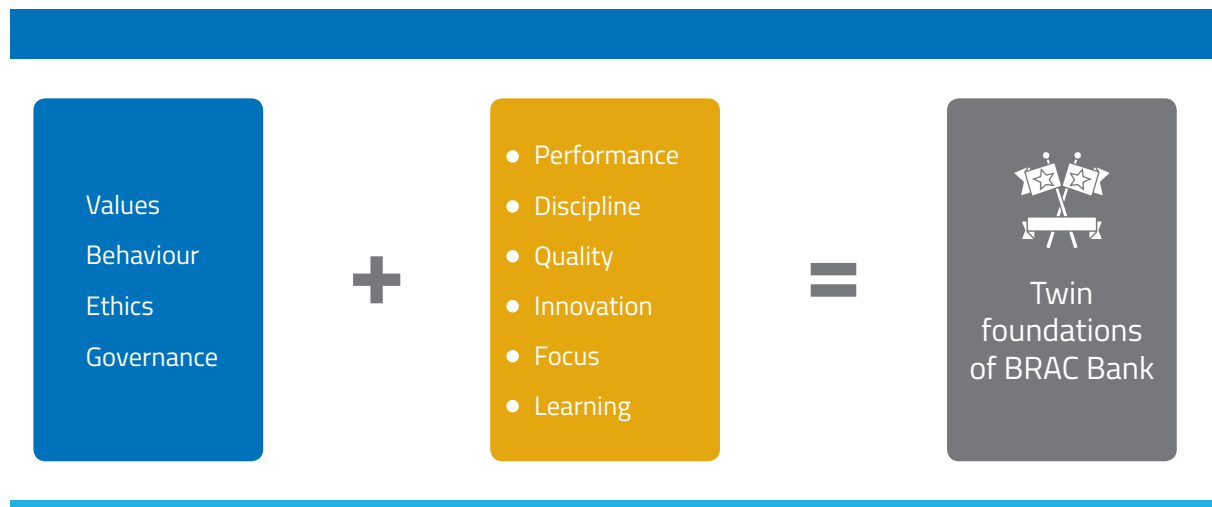 Values
Behaviour
Ethics
Governance
+
● Performance
● Discipline
● Quality
● Innovation
● Focus
● Learning
=
Twin
foundations
of BRAC Bank